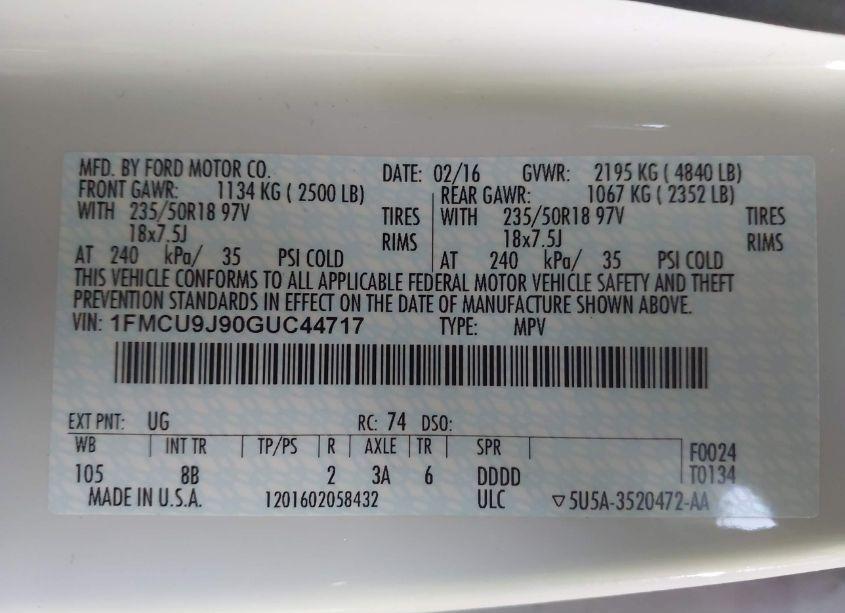 MFD. BY FORD MOTOR CO. DATE: 02/16 GVWR: 2195 KG ( 4840 LB)
FRONT GAWR: 1134 KG ( 2500 LB) REAR GAWR: 1067 KG ( 2352 LB)
WITH 235/50R18 97V TIRES WITH 235/50R18 97V TIRES
18x7.5J RIMS 18x7.5J RIMS
AT 240 kPa/ 35 PSI COLD AT 240 kPa/ 35 PSI COLD
THIS VEHICLE CONFORMS TO ALL APPLICABLE FEDERAL MOTOR VEHICLE SAFETY AND THEFT
PREVENTION STANDARDS IN EFFECT ON THE DATE OF MANUFACTURE SHOWN ABOVE.
VIN: 1FMCU9J90GUC44717 TYPE: MPV
EXT PNT: UG RC: 74 DSO:
WB INT TR TP/PS R AXLE TR SPR F0024
105 8B 2 3A 6 DDDD T0134
MADE IN U.S.A. 1201602058432 ULC ▽5U5A-3520472-AA